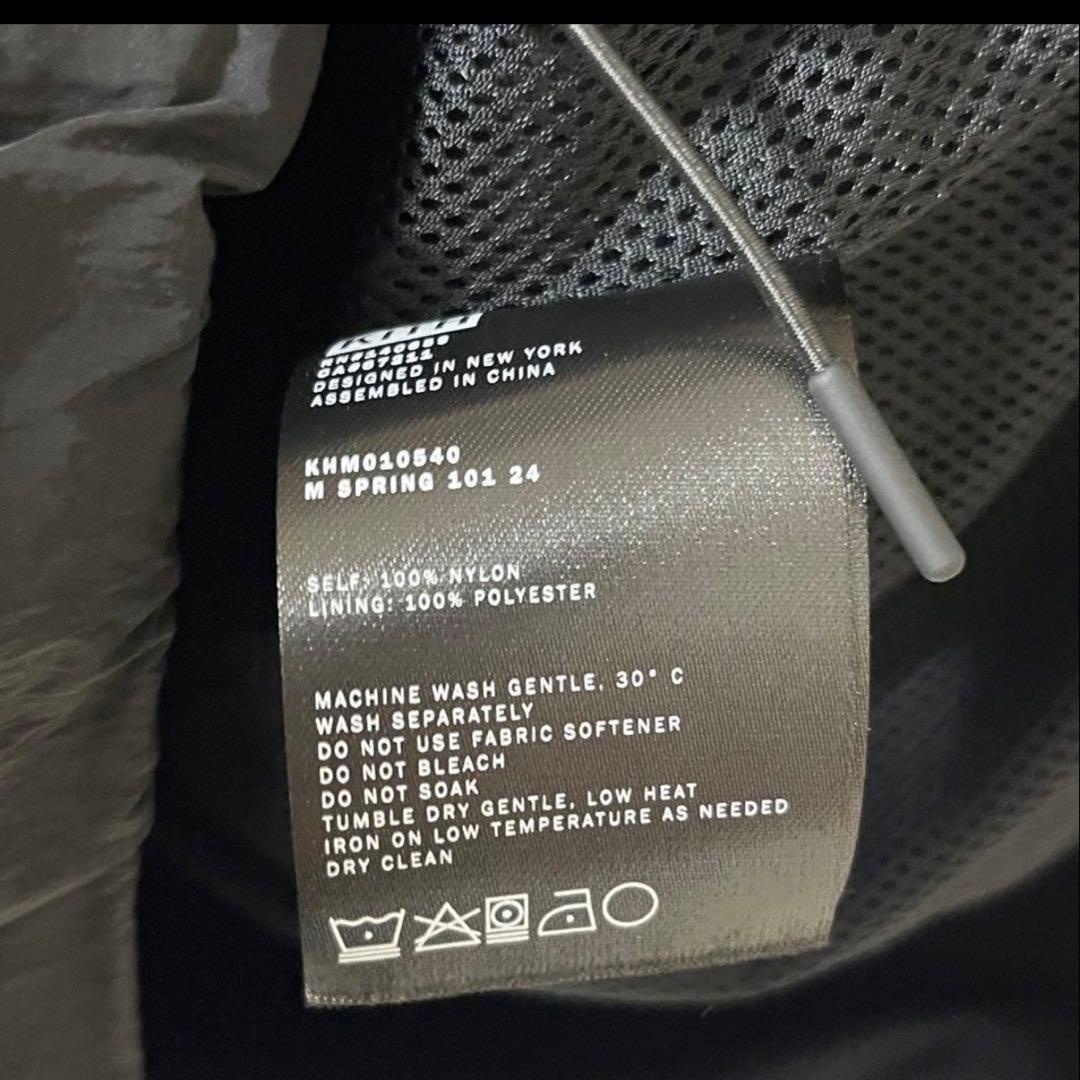 DESIGNED IN NEW YORK
ASSEMBLED IN CHINA
KHM010540
M SPRING 101 24
SELF: 100% NYLON
LINING: 100% POLYESTER
MACHINE WASH GENTLE, 30° C
WASH SEPARATELY
DO NOT USE FABRIC SOFTENER
DO NOT BLEACH
DO NOT SOAK
TUMBLE DRY GENTLE, LOW HEAT
IRON ON LOW TEMPERATURE AS NEEDED
DRY CLEAN